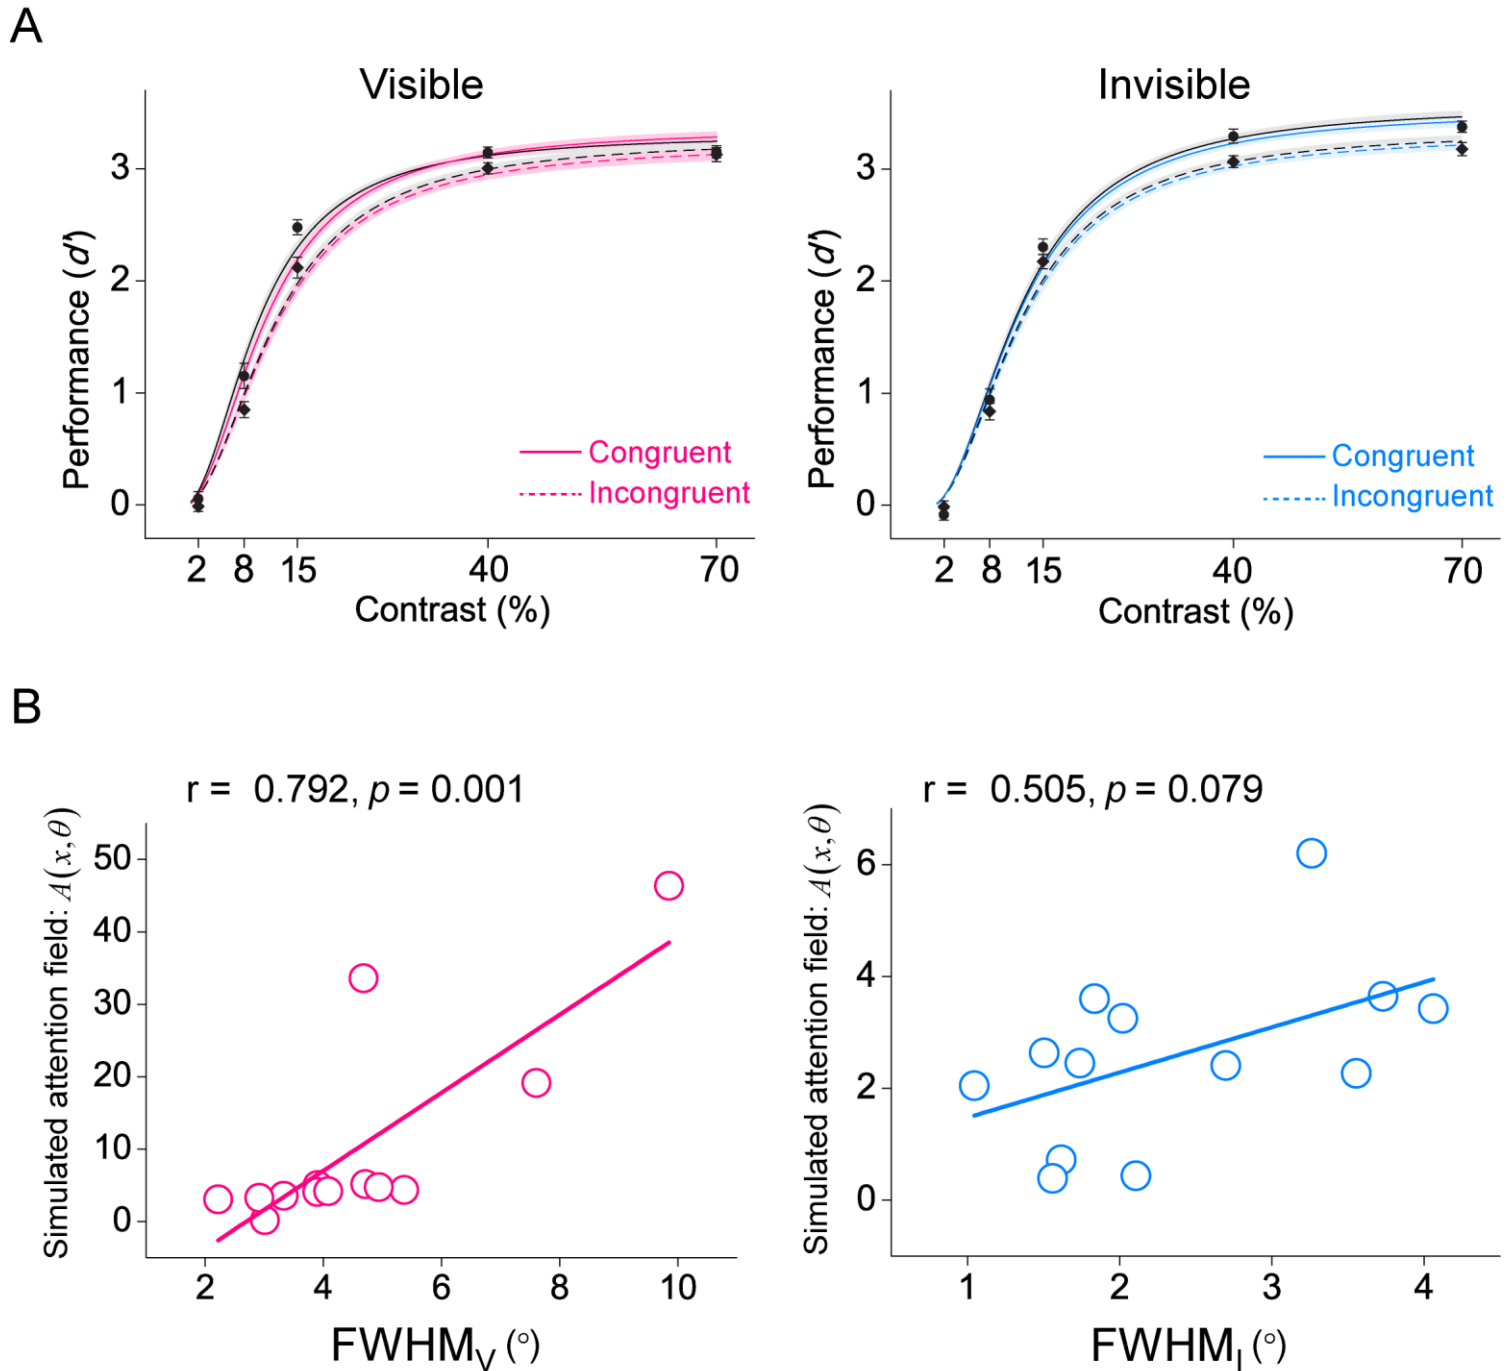 A
Visible
Performance (d')
3
2
1
0
Congruent
Incongruent
2 8 15 40 70
Contrast (%)
Invisible
Performance (d')
3
2
1
0
Congruent
Incongruent
2 8 15 40 70
Contrast (%)
B
r = 0.792, p = 0.001
Simulated attention field: A(x,θ)
50
40
30
20
10
0
2 4 6 8 10
FWHM_V (°)
r = 0.505, p = 0.079
Simulated attention field: A(x,θ)
6
4
2
0
1 2 3 4
FWHM_I (°)